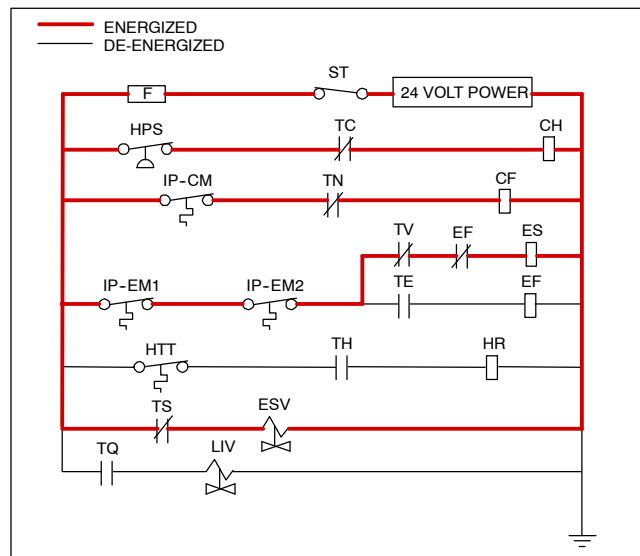 ENERGIZED
DE-ENERGIZED
F
ST
24 VOLT POWER
HPS
TC
CH
IP-CM
TN
CF
TV
EF
ES
IP-EM1
IP-EM2
TE
EF
HTT
TH
HR
TS
ESV
TQ
LIV